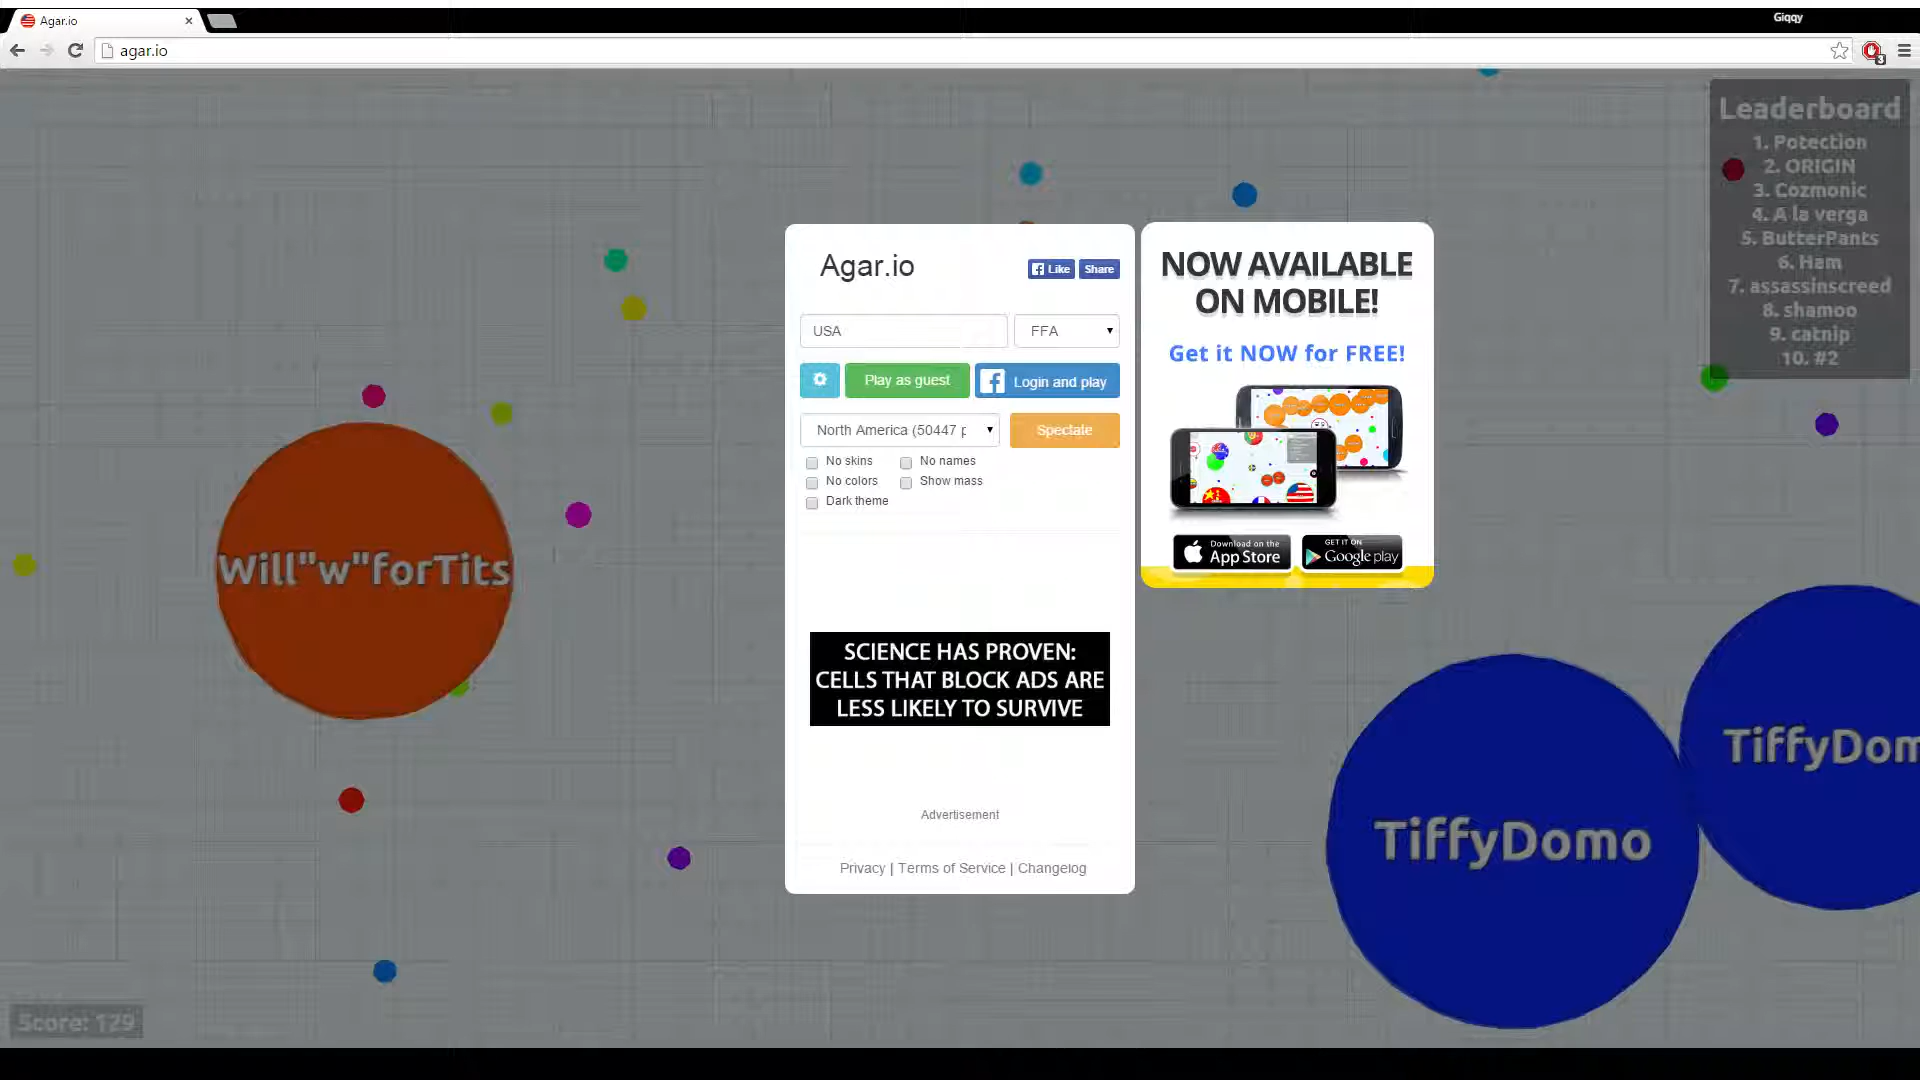 Agar.io
Giqqy
agar.io
3
Leaderboard
1. Potection
2. ORIGIN
3. Cozmonic
4. A la verga
5. ButterPants
6. Ham
7. assassinscreed
8. shamoo
9. catnip
10. #2
Agar.io
Like
Share
USA
FFA
Play as guest
Login and play
North America (50447 p
Spectate
No skins
No names
No colors
Show mass
Dark theme
SCIENCE HAS PROVEN:
CELLS THAT BLOCK ADS ARE
LESS LIKELY TO SURVIVE
Advertisement
Privacy | Terms of Service | Changelog
NOW AVAILABLE
ON MOBILE!
Get it NOW for FREE!
Download on the
App Store
GET IT ON
Google play
Will"w"forTits
TiffyDomo
TiffyDom
Score: 129